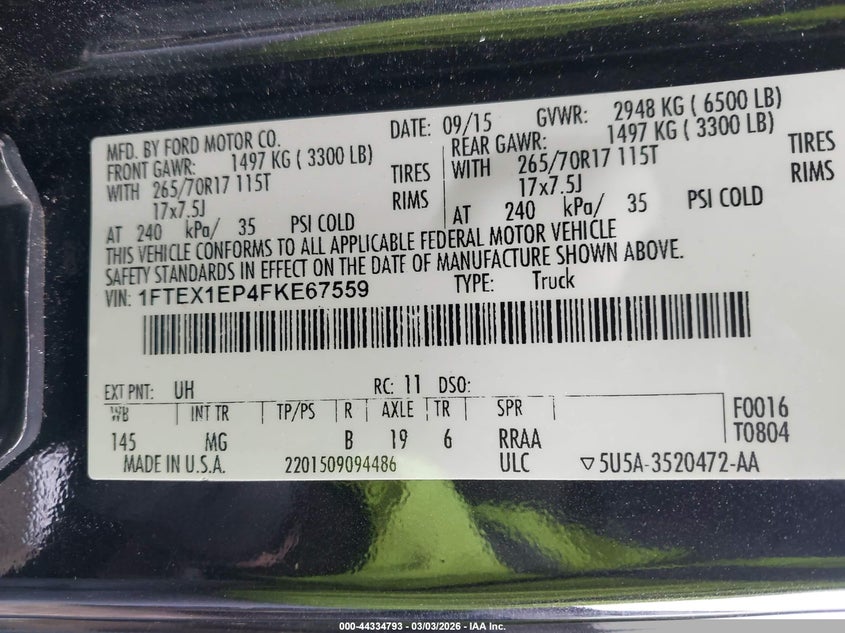 MFD. BY FORD MOTOR CO.
DATE: 09/15 GVWR: 2948 KG ( 6500 LB)
FRONT GAWR: 1497 KG ( 3300 LB)
REAR GAWR: 1497 KG ( 3300 LB)
WITH 265/70R17 115T TIRES
WITH 265/70R17 115T TIRES
17x7.5J RIMS
17x7.5J RIMS
AT 240 kPa/ 35 PSI COLD
AT 240 kPa/ 35 PSI COLD
THIS VEHICLE CONFORMS TO ALL APPLICABLE FEDERAL MOTOR VEHICLE
SAFETY STANDARDS IN EFFECT ON THE DATE OF MANUFACTURE SHOWN ABOVE.
VIN: 1FTEX1EP4FKE67559 TYPE: Truck
EXT PNT: UH RC: 11 DSO:
WB INT TR TP/PS R AXLE TR SPR
145 MG B 19 6 RRAA
F0016
T0804
MADE IN U.S.A. 2201509094486 ULC ▽5U5A-3520472-AA
000-44334793 - 03/03/2026 - IAA Inc.